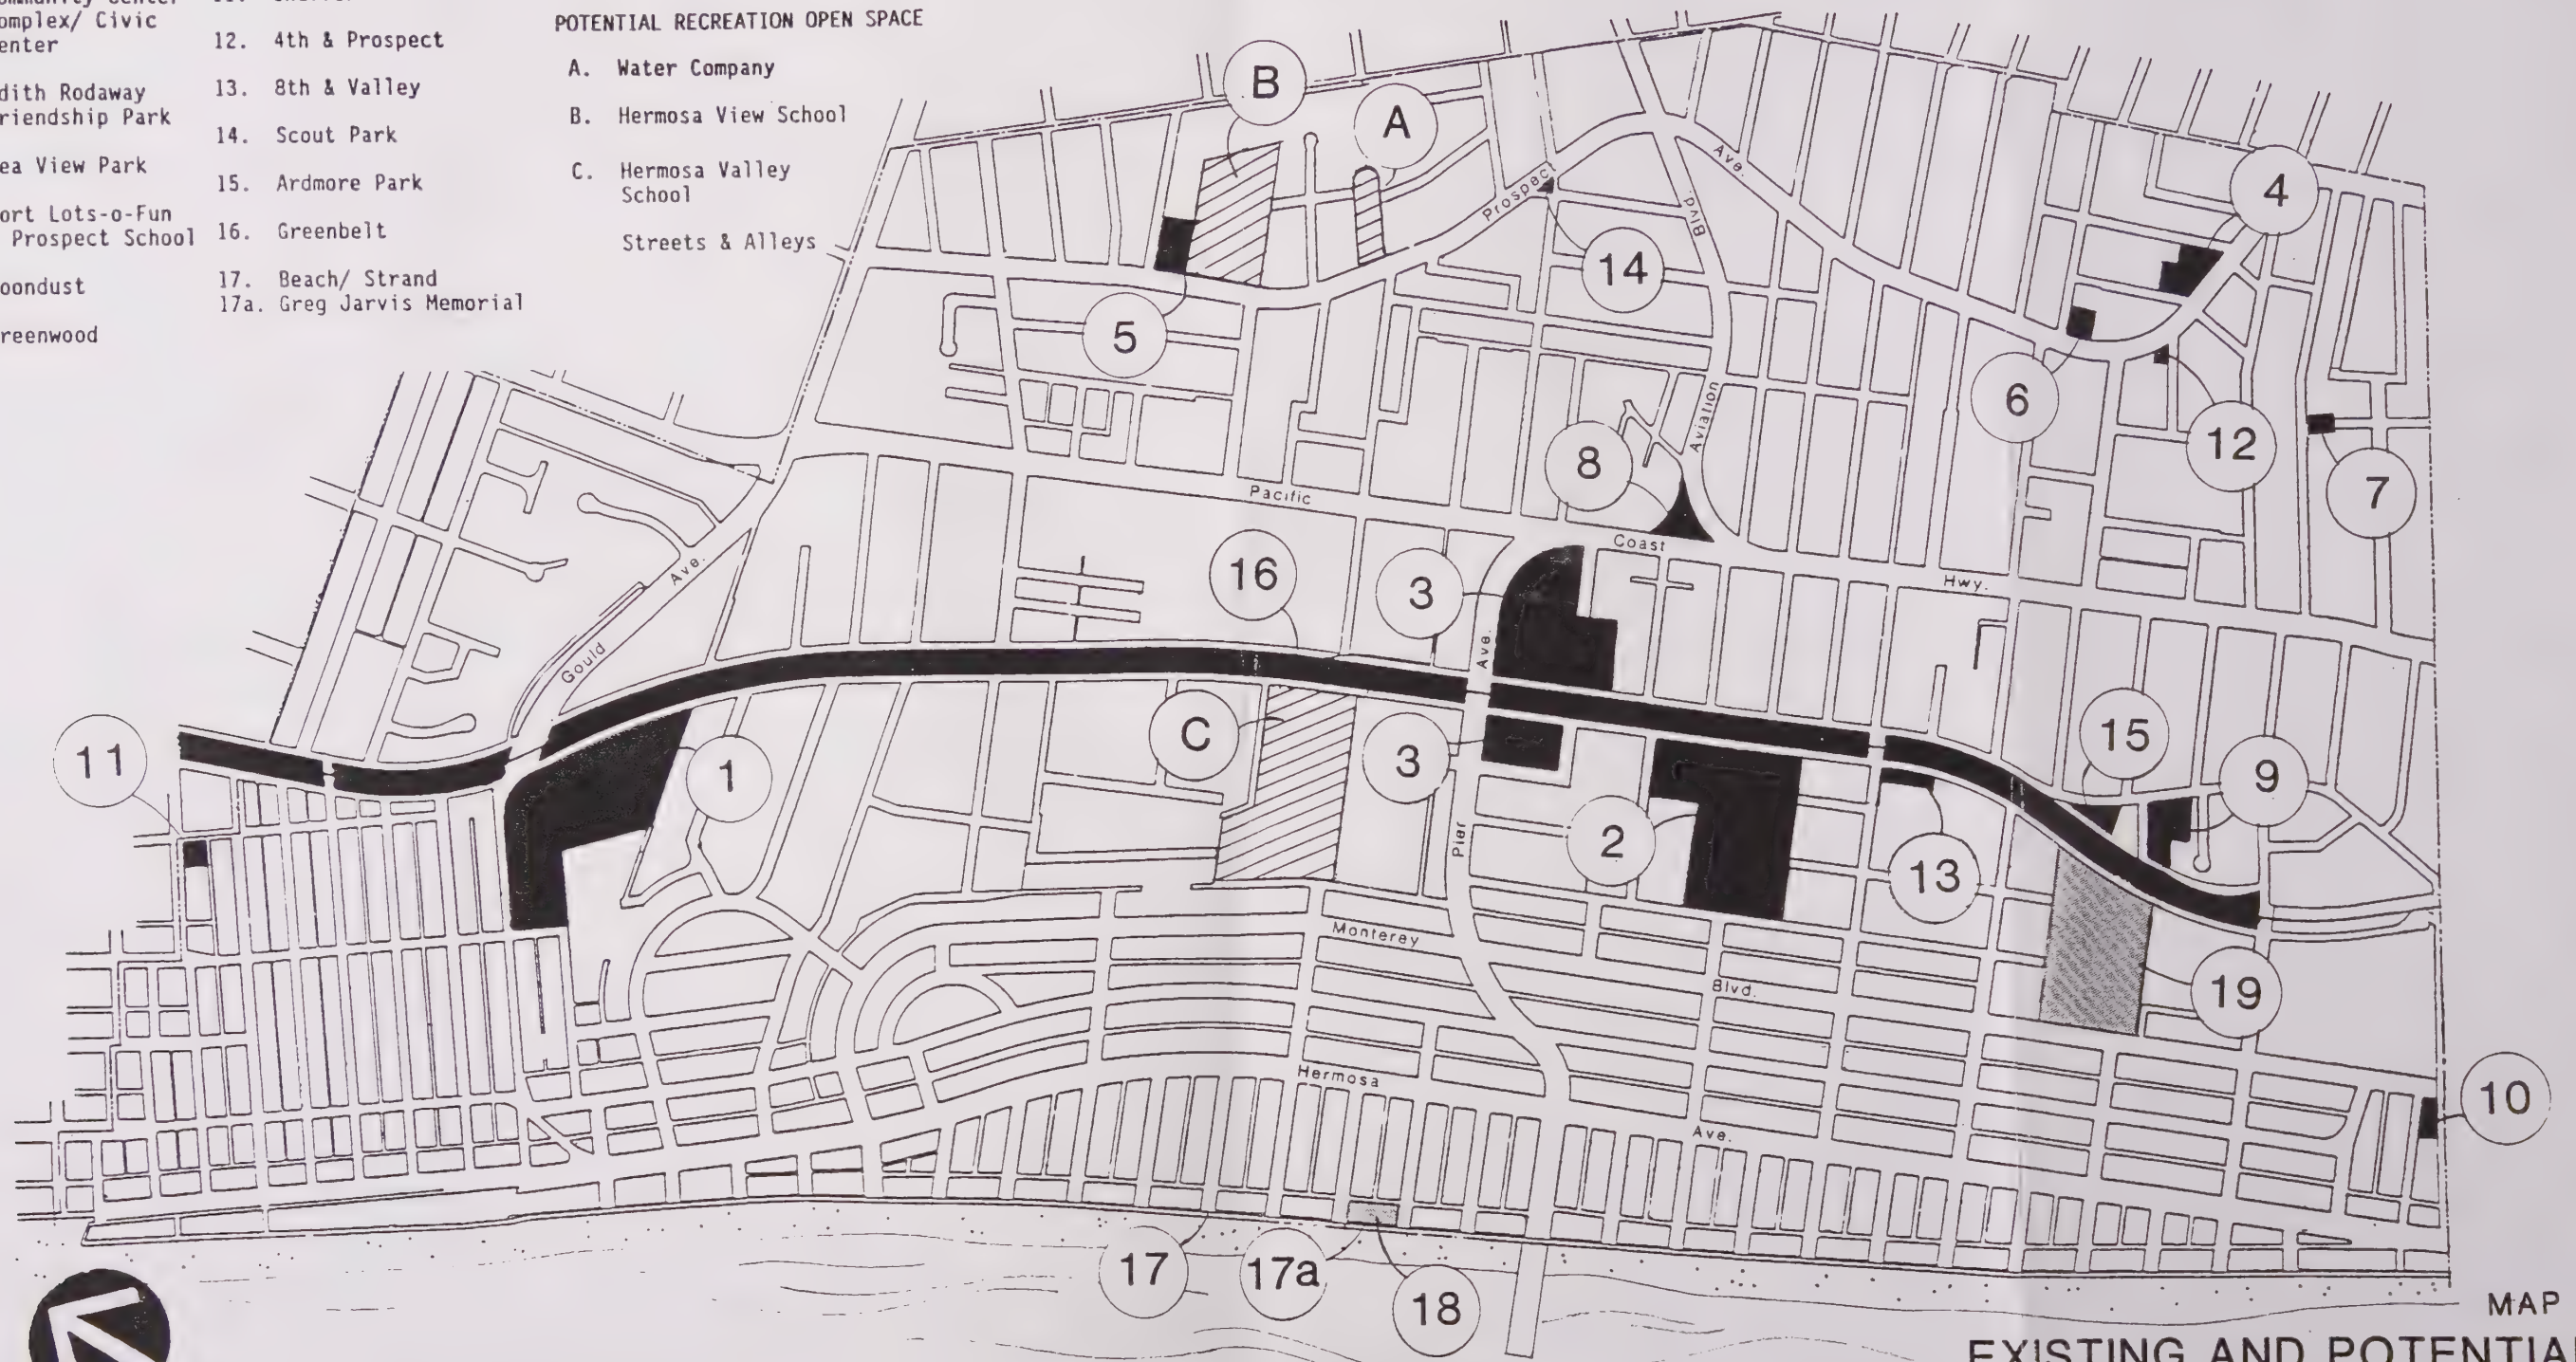 omplex/ Civic
enter
dith Rodaway
riendship Park
ea View Park
ort Lots-o-Fun
Prospect School
oondust
reenwood
12. 4th & Prospect
13. 8th & Valley
14. Scout Park
15. Ardmore Park
16. Greenbelt
17. Beach/ Strand
17a. Greg Jarvis Memorial
POTENTIAL RECREATION OPEN SPACE
A. Water Company
B. Hermosa View School
C. Hermosa Valley
School
Streets & Alleys
B
A
4
Prospect
Ave.
Blvd.
14
5
6
12
7
8
Aviation
Pacific
Coast
Hwy.
16
3
Ave.
Gould
Ave.
11
1
C
3
Pier
2
13
15
9
19
Monterey
Blvd.
Hermosa
Ave.
10
17
17a
18
MAP
EXISTING AND POTENTIA